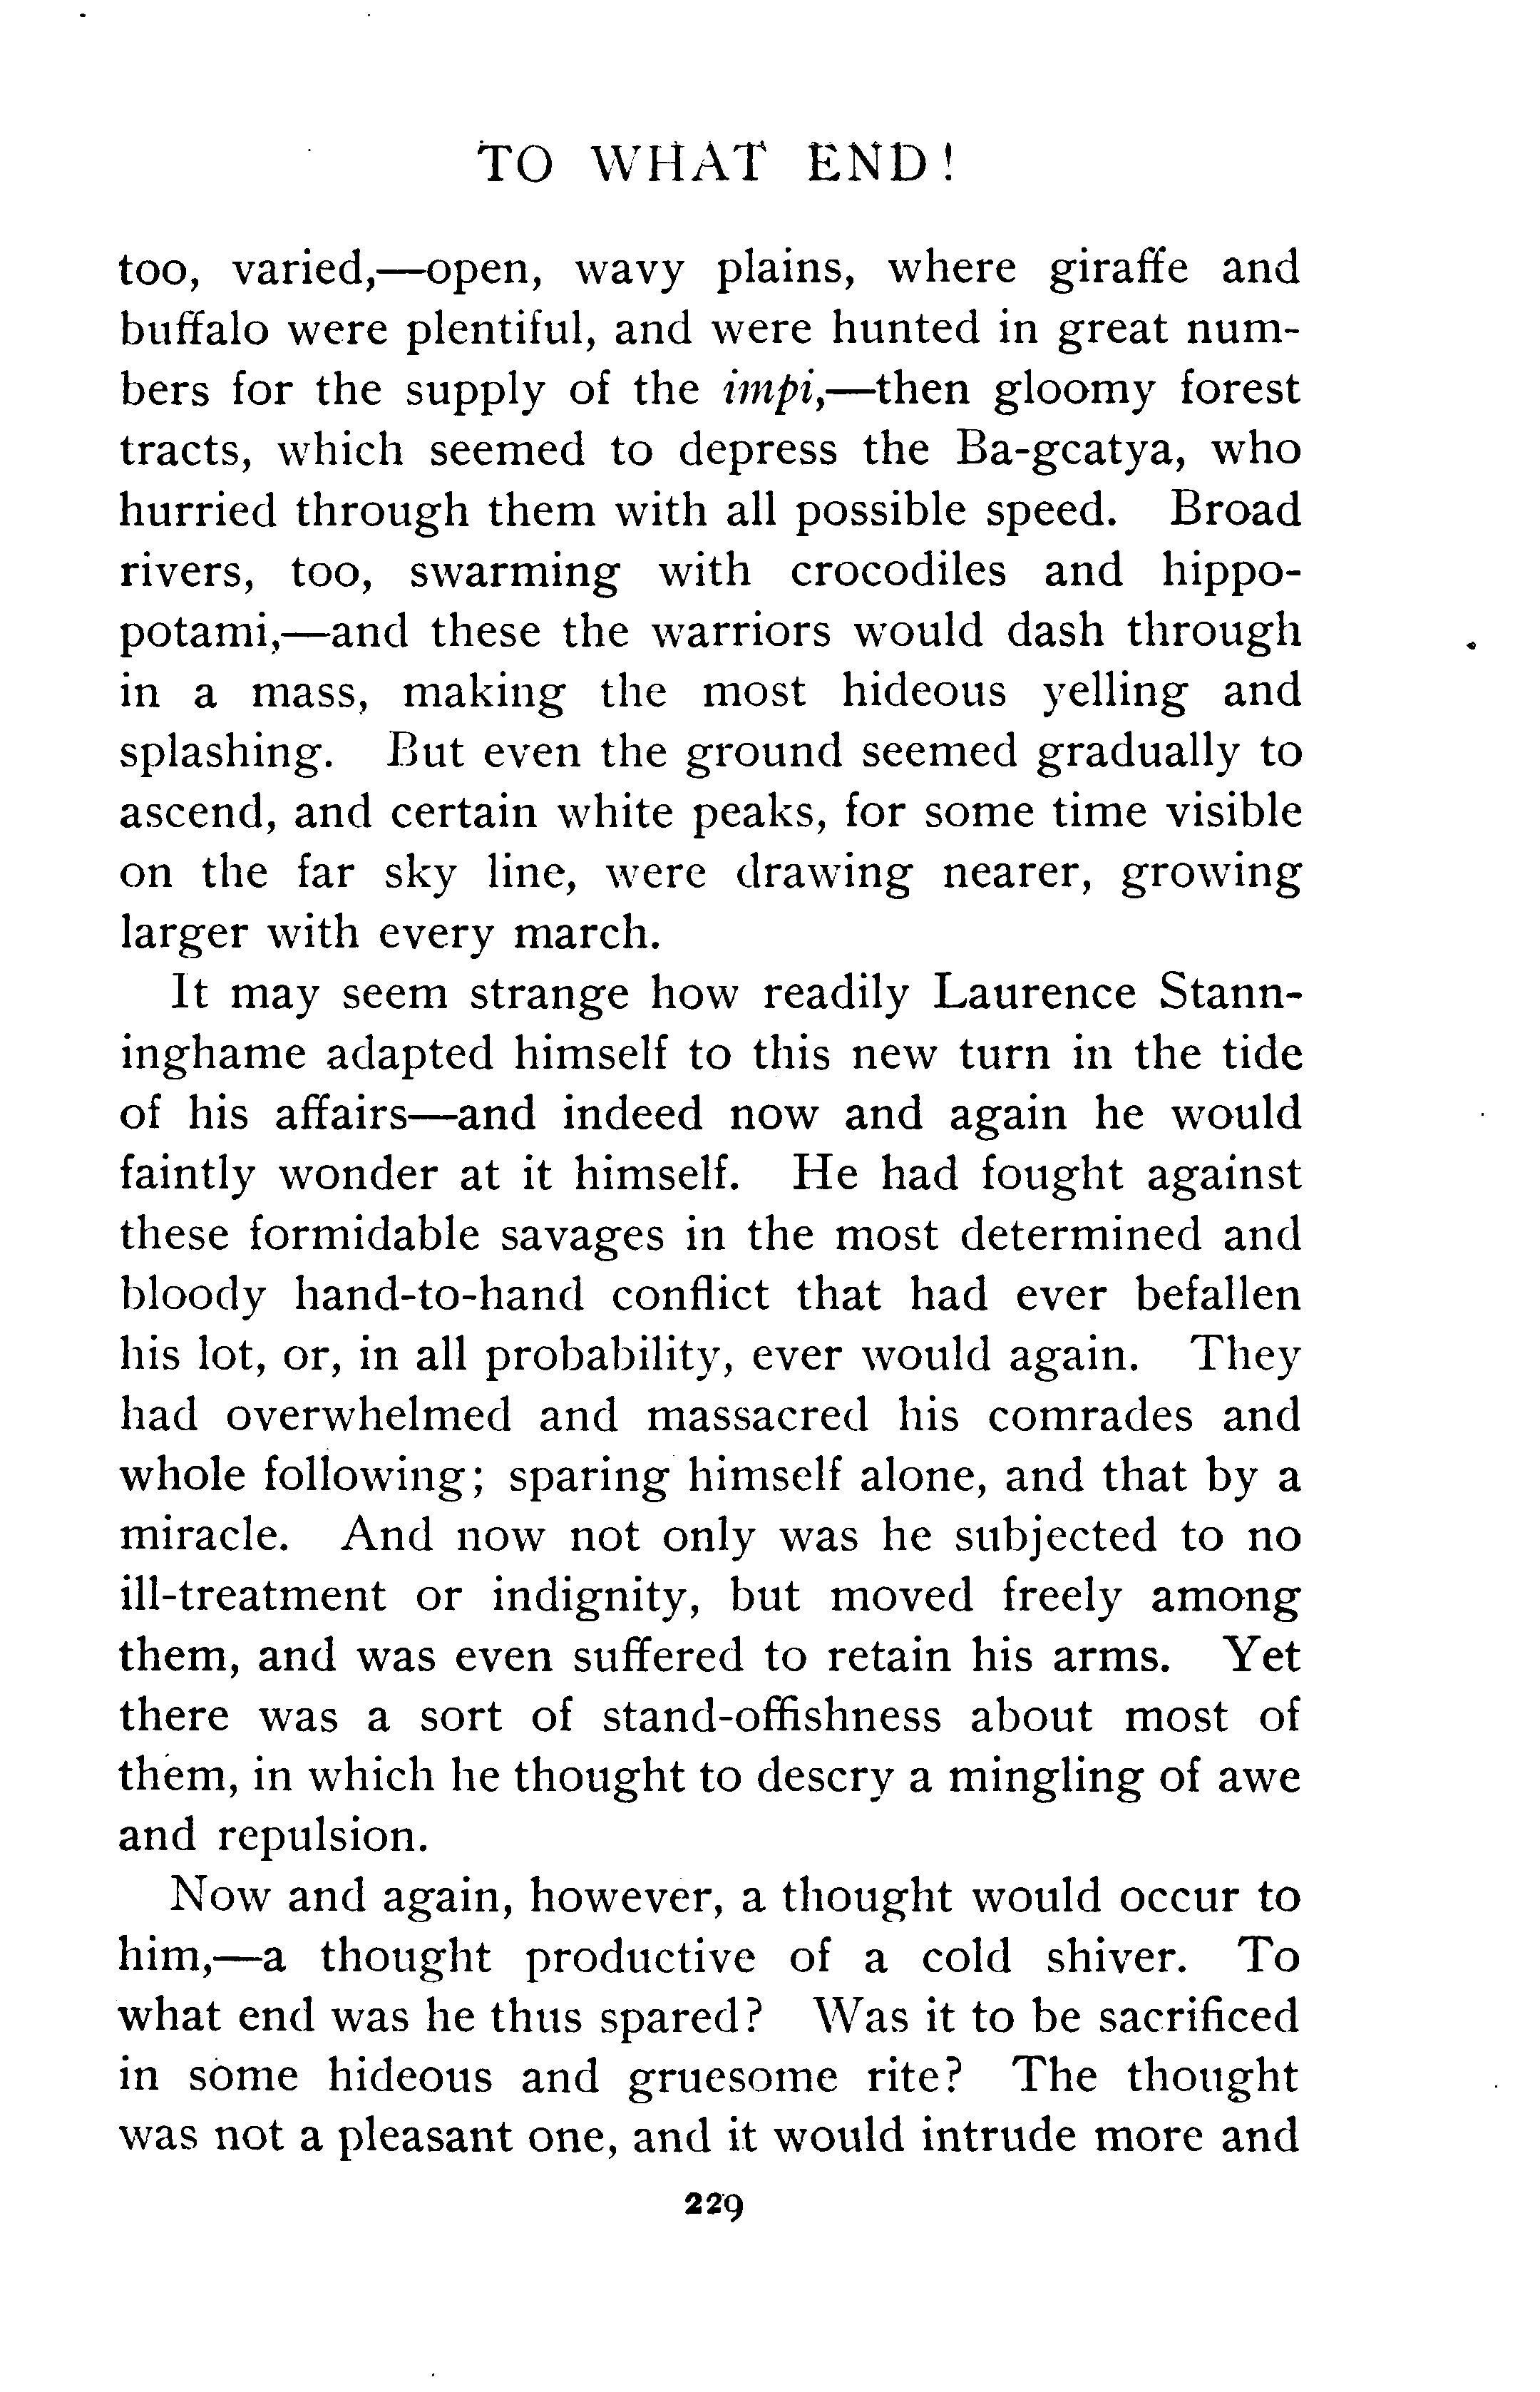 TO WHAT END!
too, varied,—open, wavy plains, where giraffe and
buffalo were plentiful, and were hunted in great num-
bers for the supply of the impi,—then gloomy forest
tracts, which seemed to depress the Ba-gcatya, who
hurried through them with all possible speed. Broad
rivers, too, swarming with crocodiles and hippo-
potami,—and these the warriors would dash through
in a mass, making the most hideous yelling and
splashing. But even the ground seemed gradually to
ascend, and certain white peaks, for some time visible
on the far sky line, were drawing nearer, growing
larger with every march.
It may seem strange how readily Laurence Stann-
inghame adapted himself to this new turn in the tide
of his affairs—and indeed now and again he would
faintly wonder at it himself. He had fought against
these formidable savages in the most determined and
bloody hand-to-hand conflict that had ever befallen
his lot, or, in all probability, ever would again. They
had overwhelmed and massacred his comrades and
whole following; sparing himself alone, and that by a
miracle. And now not only was he subjected to no
ill-treatment or indignity, but moved freely among
them, and was even suffered to retain his arms. Yet
there was a sort of stand-offishness about most of
them, in which he thought to descry a mingling of awe
and repulsion.
Now and again, however, a thought would occur to
him,—a thought productive of a cold shiver. To
what end was he thus spared? Was it to be sacrificed
in some hideous and gruesome rite? The thought
was not a pleasant one, and it would intrude more and
229